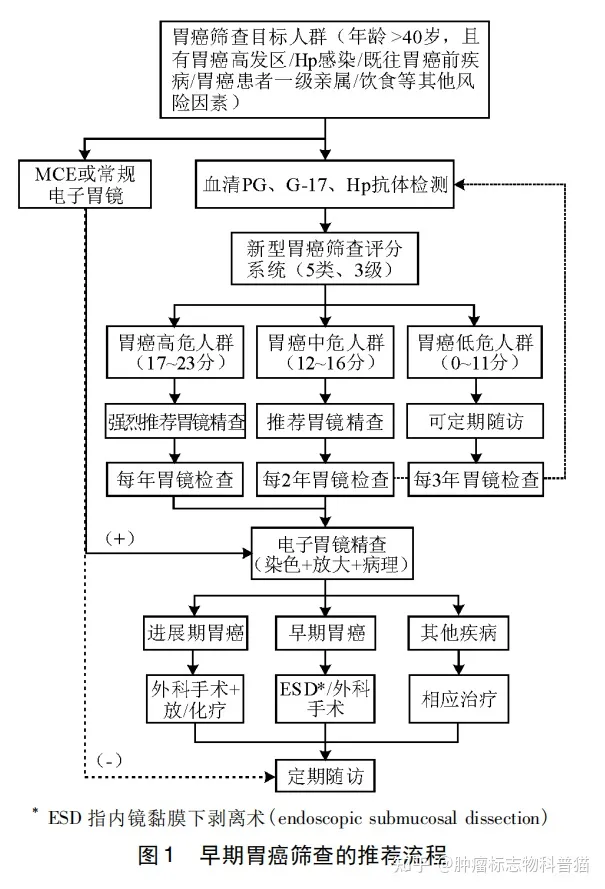 胃癌筛查目标人群（年龄>40岁，且
有胃癌高发区/Hp感染/既往胃癌前疾
病/胃癌患者一级亲属/饮食等其他风
险因素）
MCE或常规
电子胃镜
血清PG、G-17、Hp抗体检测
新型胃癌筛查评分
系统（5类、3级）
胃癌高危人群
（17~23分）
胃癌中危人群
（12~16分）
胃癌低危人群
（0~11分）
强烈推荐胃镜精查
推荐胃镜精查
可定期随访
每年胃镜检查
每2年胃镜检查
每3年胃镜检查
（+）
电子胃镜精查
（染色+放大+病理）
进展期胃癌
早期胃癌
其他疾病
外科手术+
放/化疗
ESD*/外科
手术
相应治疗
（-）
定期随访
* ESD 指内镜黏膜下剥离术(endoscopic submucosal dissection)
图1 早期胃癌筛查的推荐流程
知乎 @肿瘤标志物科普猫